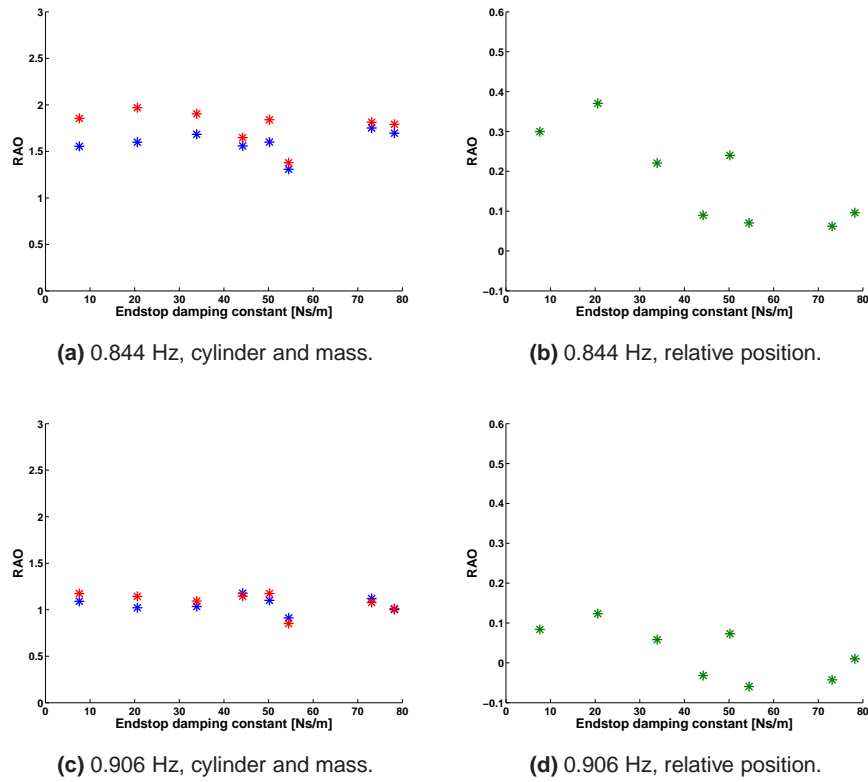 3
2.5
2
1.5
1
0.5
0
RAO
0 10 20 30 40 50 60 70 80
Endstop damping constant [Ns/m]
(a) 0.844 Hz, cylinder and mass.
0.6
0.5
0.4
0.3
0.2
0.1
0
−0.1
RAO
0 10 20 30 40 50 60 70 80
Endstop damping constant [Ns/m]
(b) 0.844 Hz, relative position.
3
2.5
2
1.5
1
0.5
0
RAO
0 10 20 30 40 50 60 70 80
Endstop damping constant [Ns/m]
(c) 0.906 Hz, cylinder and mass.
0.6
0.5
0.4
0.3
0.2
0.1
0
−0.1
RAO
0 10 20 30 40 50 60 70 80
Endstop damping constant [Ns/m]
(d) 0.906 Hz, relative position.